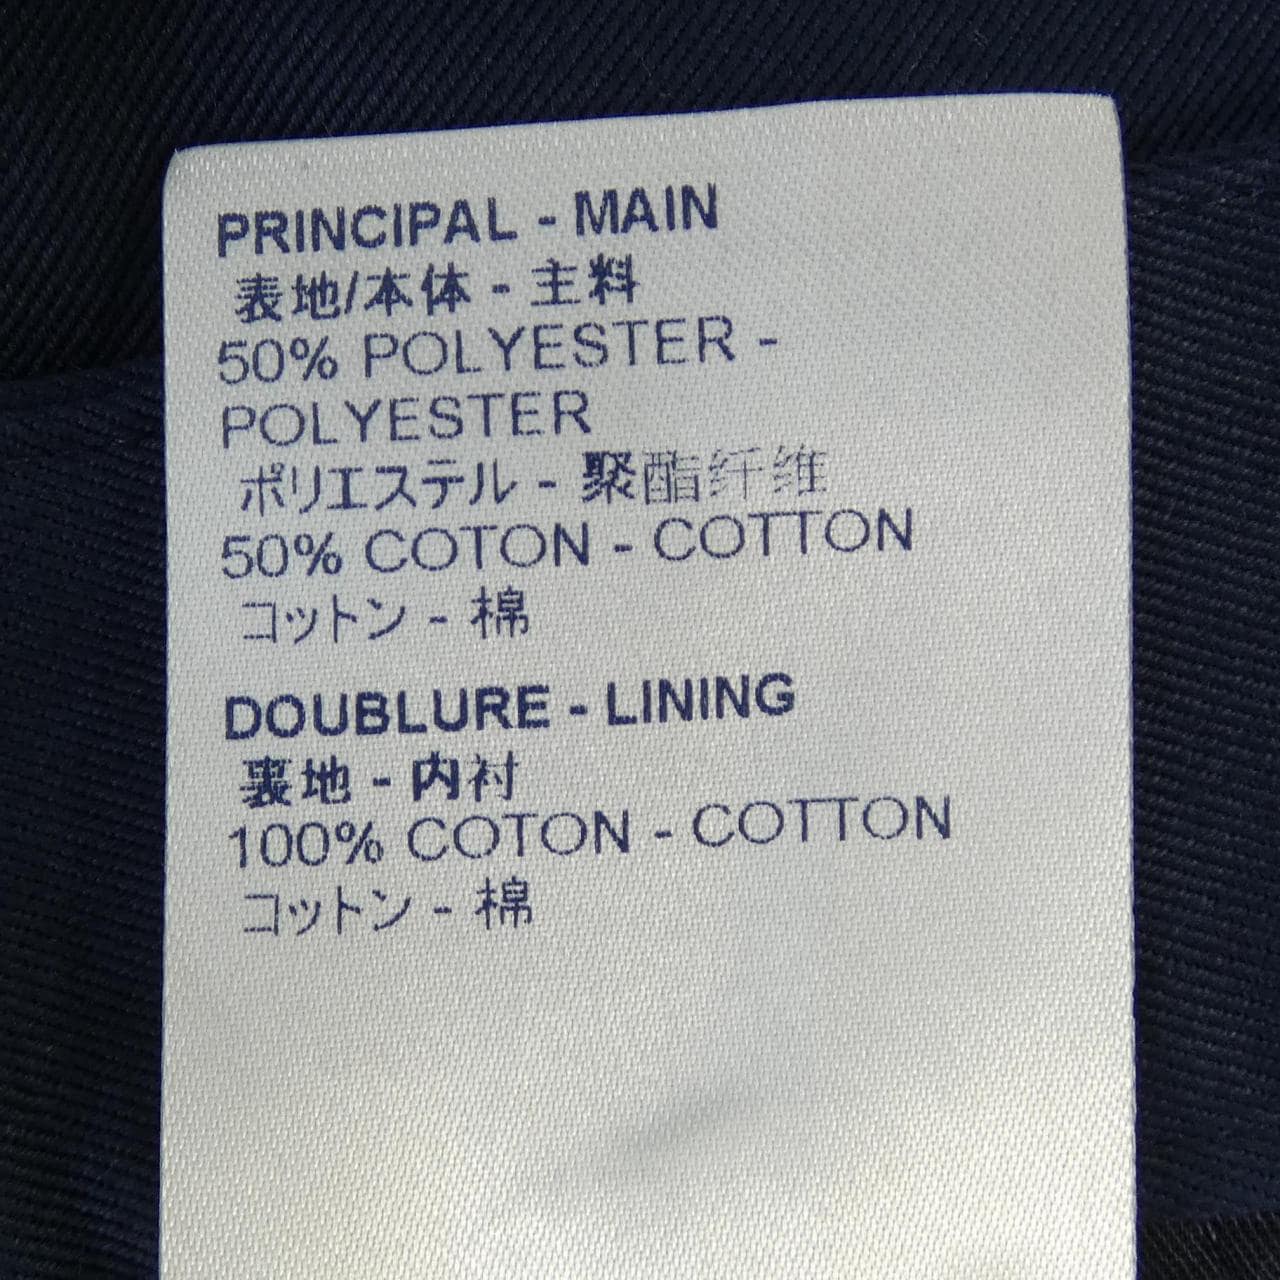 PRINCIPAL - MAIN
表地/本体 - 主料
50% POLYESTER -
POLYESTER
ポリエステル - 聚酯纤维
50% COTON - COTTON
コットン - 棉
DOUBLURE - LINING
裏地 - 内衬
100% COTON - COTTON
コットン - 棉